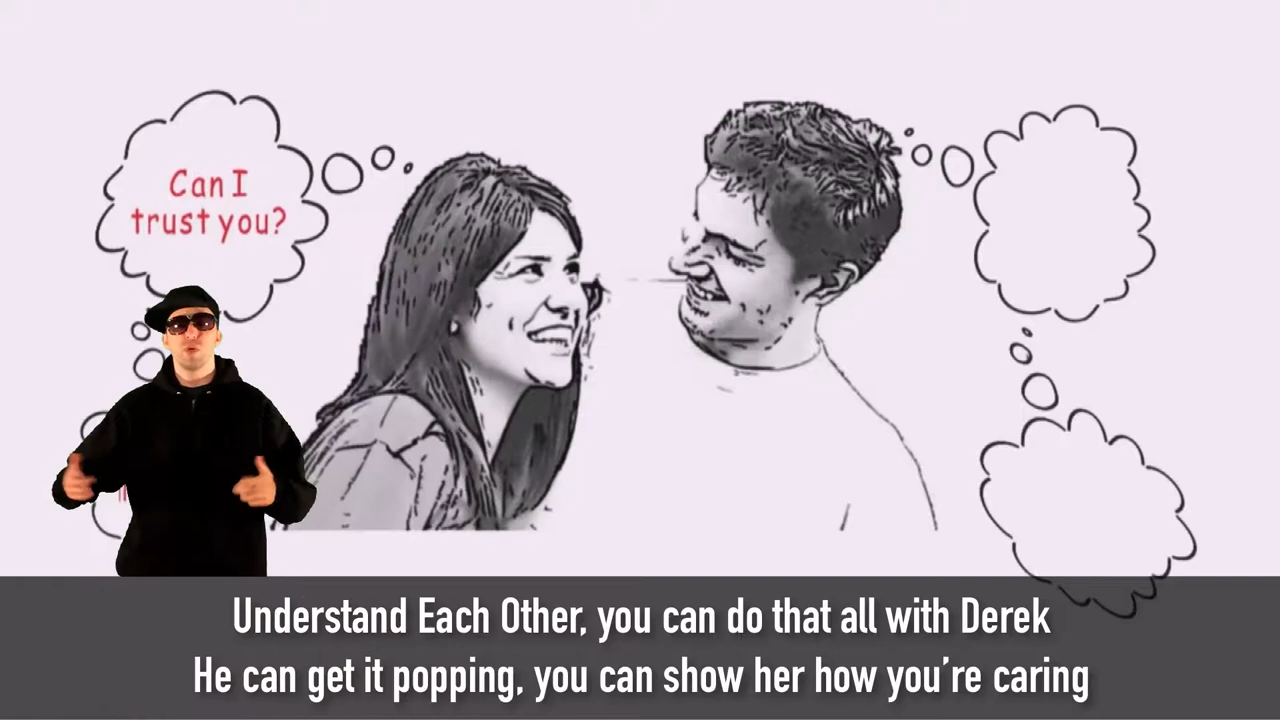 Can I
trust you?
Understand Each Other, you can do that all with Derek
He can get it popping, you can show her how you're caring